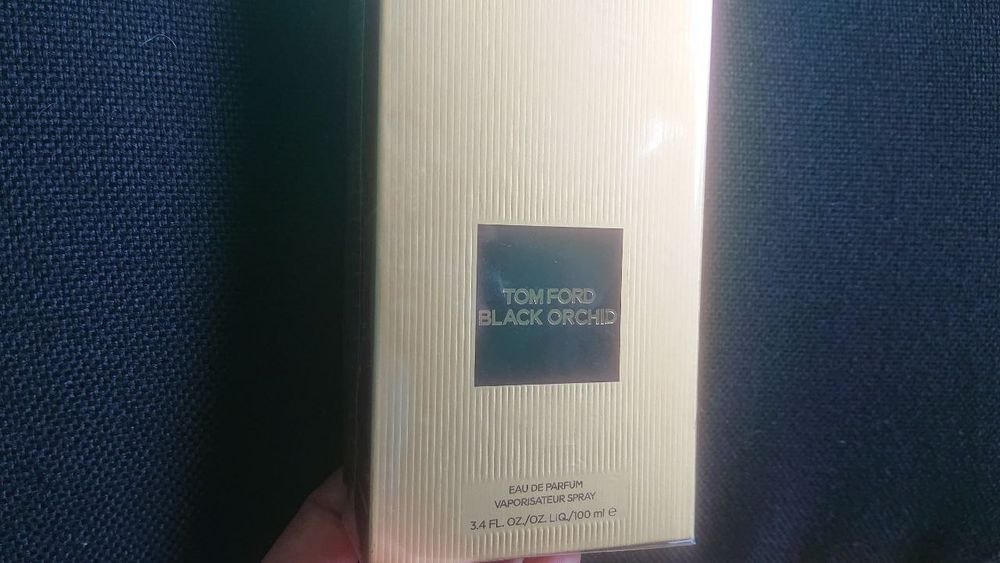 TOM FORD
BLACK ORCHID
EAU DE PARFUM
VAPORISATEUR SPRAY
3.4 FL. OZ./OZ. LIQ./100 ml ℮